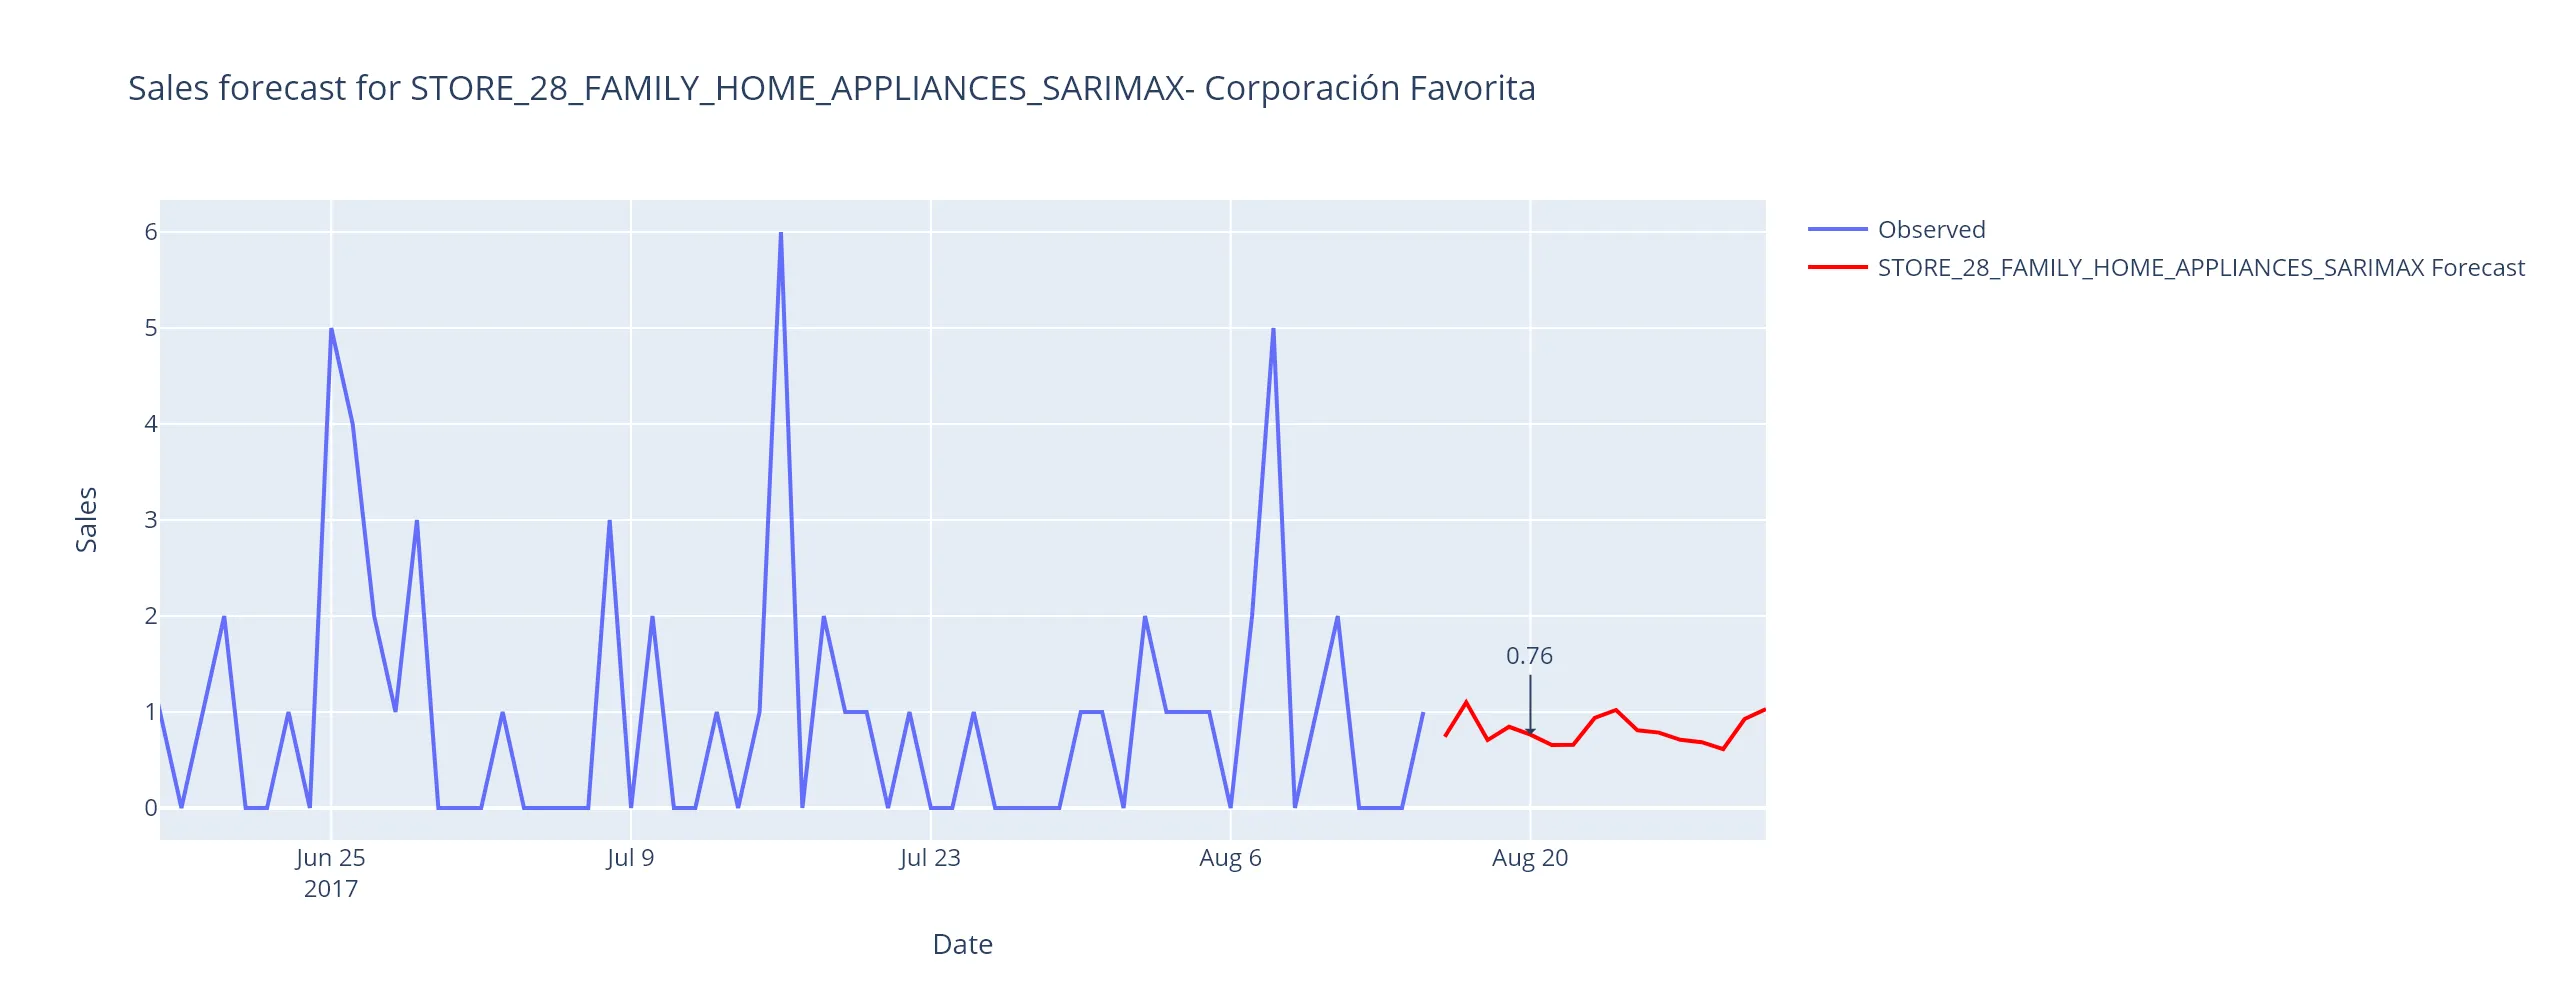 Sales forecast for STORE_28_FAMILY_HOME_APPLIANCES_SARIMAX- Corporación Favorita
Observed
STORE_28_FAMILY_HOME_APPLIANCES_SARIMAX Forecast
6
5
4
3
2
1
0
Sales
0.76
Jun 25
2017
Jul 9
Jul 23
Aug 6
Aug 20
Date